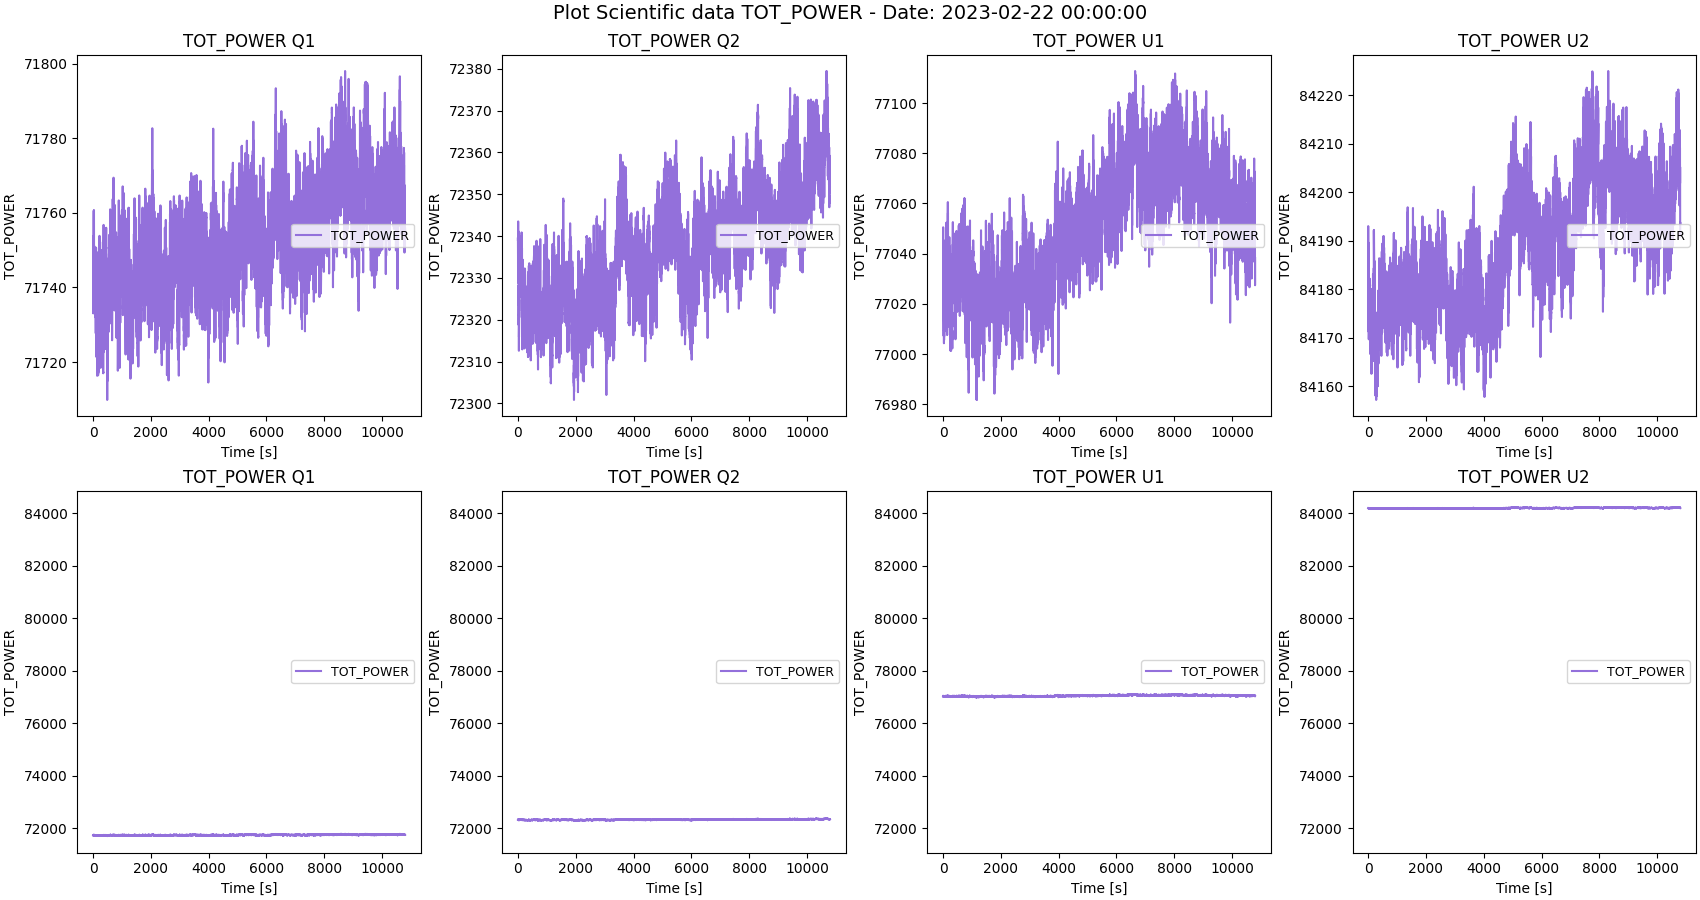 Plot Scientific data TOT_POWER - Date: 2023-02-22 00:00:00
TOT_POWER Q1
TOT_POWER
71800
71780
71760
71740
71720
TOT_POWER
0 2000 4000 6000 8000 10000
Time [s]
TOT_POWER Q2
TOT_POWER
72380
72370
72360
72350
72340
72330
72320
72310
72300
TOT_POWER
0 2000 4000 6000 8000 10000
Time [s]
TOT_POWER U1
TOT_POWER
77100
77080
77060
77040
77020
77000
76980
TOT_POWER
0 2000 4000 6000 8000 10000
Time [s]
TOT_POWER U2
TOT_POWER
84220
84210
84200
84190
84180
84170
84160
TOT_POWER
0 2000 4000 6000 8000 10000
Time [s]
TOT_POWER Q1
TOT_POWER
84000
82000
80000
78000
76000
74000
72000
TOT_POWER
0 2000 4000 6000 8000 10000
Time [s]
TOT_POWER Q2
TOT_POWER
84000
82000
80000
78000
76000
74000
72000
TOT_POWER
0 2000 4000 6000 8000 10000
Time [s]
TOT_POWER U1
TOT_POWER
84000
82000
80000
78000
76000
74000
72000
TOT_POWER
0 2000 4000 6000 8000 10000
Time [s]
TOT_POWER U2
TOT_POWER
84000
82000
80000
78000
76000
74000
72000
TOT_POWER
0 2000 4000 6000 8000 10000
Time [s]